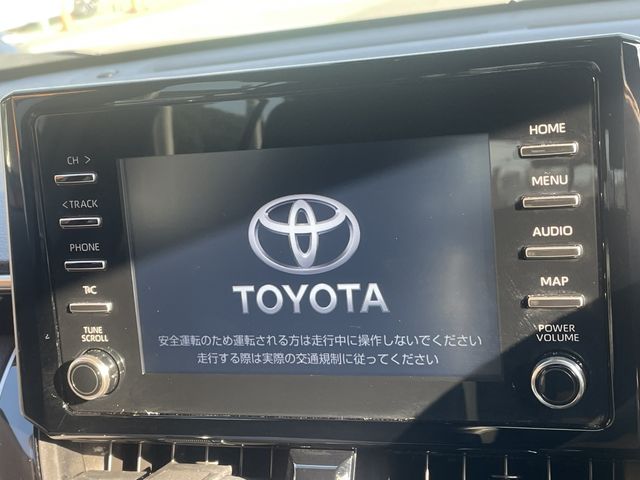 CH >
< TRACK
PHONE
T/C
TUNE
SCROLL
TOYOTA
安全運転のため運転される方は走行中に操作しないでください
走行する際は実際の交通規制に従ってください
HOME
MENU
AUDIO
MAP
POWER
VOLUME